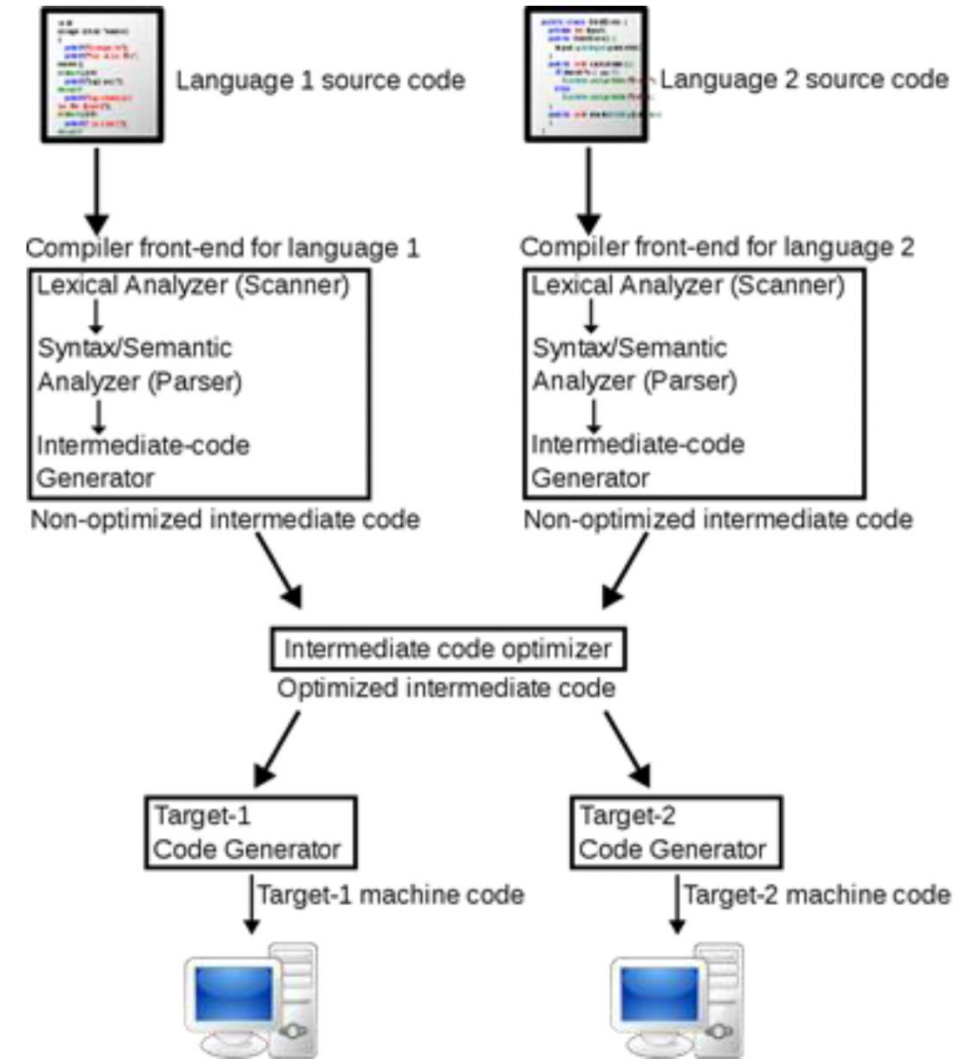 Language 1 source code
Language 2 source code
Compiler front-end for language 1
Lexical Analyzer (Scanner)
Syntax/Semantic
Analyzer (Parser)
Intermediate-code
Generator
Non-optimized intermediate code
Compiler front-end for language 2
Lexical Analyzer (Scanner)
Syntax/Semantic
Analyzer (Parser)
Intermediate-code
Generator
Non-optimized intermediate code
Intermediate code optimizer
Optimized intermediate code
Target-1
Code Generator
Target-1 machine code
Target-2
Code Generator
Target-2 machine code